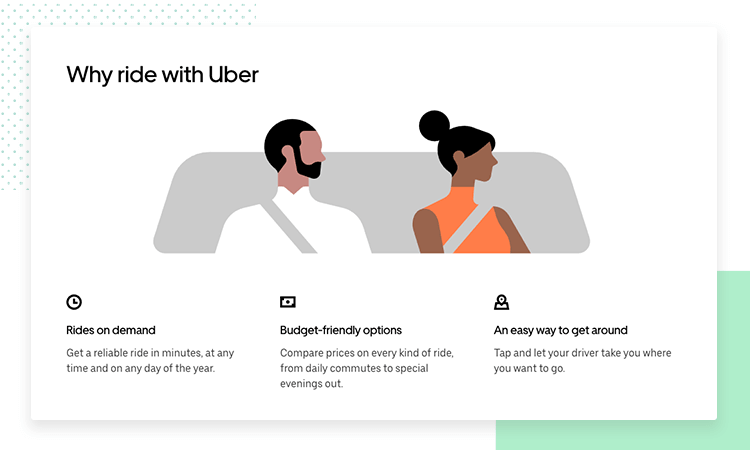 Why ride with Uber
Rides on demand
Get a reliable ride in minutes, at any
time and on any day of the year.
Budget-friendly options
Compare prices on every kind of ride,
from daily commutes to special
evenings out.
An easy way to get around
Tap and let your driver take you where
you want to go.